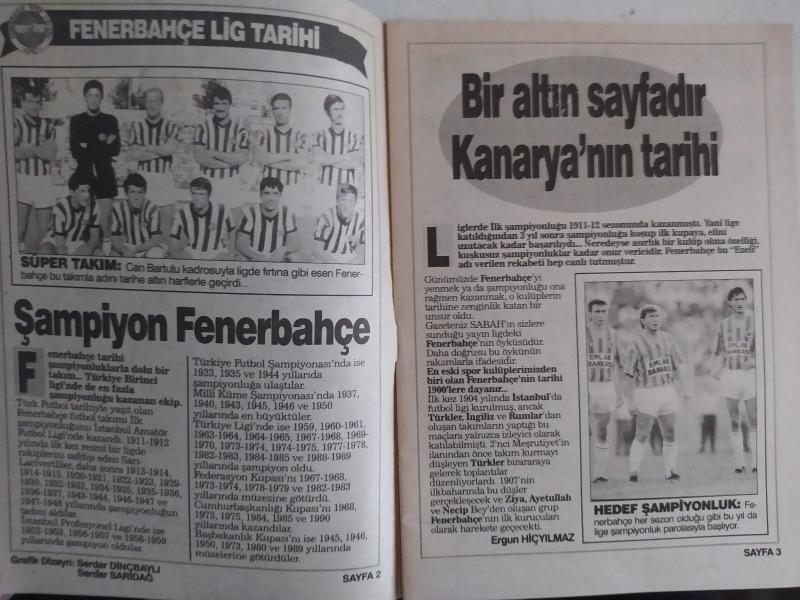 FENERBAHÇE LİG TARİHİ
SÜPER TAKIM: Can Bartulu kadrosuyla ligde fırtına gibi esen Fener-
bahçe bu takımla adını tarihe altın harflerle geçirdi...
Şampiyon Fenerbahçe
Fenerbahçe tarihi
şampiyonluklarla dolu bir
takım... Türkiye Birinci
ligi'nde de en fazla
şampiyonluğu kazanan ekip.
Türk Futbol tarihiyle yaşıt olan
Fenerbahçe futbol takımı ilk
şampiyonluğunu İstanbul Amatör
Futbol Ligi'nde kazandı. 1911-1912
yılında ilk kez resmi bir ligde
rakiplerini safdışı eden Sarı-
Lacivertliler, daha sonra 1913-1914,
1914-1915, 1920-1921, 1922-1923, 1929-
1930, 1932-1933, 1934-1935, 1935-1936,
1936-1937, 1943-1944, 1946-1947 ve
1947-1948 yıllarında şampiyonluğun
tadını aldılar.
İstanbul Profesyonel Ligi'nde ise
1952-1953, 1956-1957 ve 1958-1959
yıllarında şampiyon oldular.
Türkiye Futbol Şampiyonası'nda ise
1933, 1935 ve 1944 yıllarında
şampiyonluğa ulaştılar.
Milli Küme Şampiyonası'nda 1937,
1940, 1943, 1945, 1946 ve 1950
yıllarında en büyüktüler.
Türkiye Ligi'nde ise 1959, 1960-1961,
1963-1964, 1964-1965, 1967-1968, 1969-
1970, 1973-1974, 1974-1975, 1977-1978,
1982-1983, 1984-1985 ve 1988-1989
yıllarında şampiyon oldu.
Federasyon Kupası'nı 1967-1968,
1973-1974, 1978-1979 ve 1982-1983
yıllarında müzesine götürdü.
Cumhurbaşkanlığı Kupası'nı 1968,
1973, 1975, 1984, 1985 ve 1990
yıllarında kazandılar.
Başbakanlık Kupası'nı ise 1945, 1946,
1950, 1973, 1980 ve 1989 yıllarında
müzelerine götürdüler.
Grafik Dizayn: Serdar DİNÇBAYLI
Serder SARIDAĞ
SAYFA 2
Bir altın sayfadır
Kanarya'nın tarihi
Liglerde İlk şampiyonluğu 1911-12 sezonunda kazanmıştı. Yani lige
katıldığından 3 yıl sonra şampiyonluğa koşup ilk kupaya, elini
uzatacak kadar başarılıydı... Neredeyse asırlık bir kulüp olma özelliği,
kuşkusuz şampiyonluklar kadar onur vericidir. Fenerbahçe bu "Ezeli"
adı verilen rekabeti hep canlı tutmuştur.
Günümüzde Fenerbahçe'yi
yenmek ya da şampiyonluğu ona
rağmen kazanmak, o kulüplerin
tarihine zenginlik katan bir
unsur oldu.
Gazeteniz SABAH'ın sizlere
sunduğu yayın ligdeki
Fenerbahçe'nin öyküsüdür.
Daha doğrusu bu öykünün
rakamlarla ifadesidir.
En eski spor kulüplerimizden
biri olan Fenerbahçe'nin tarihi
1900'lere dayanır...
İlk kez 1904 yılında İstanbul'da
futbol ligi kurulmuş, ancak
Türkler, İngiliz ve Rumlar'dan
oluşan takımların yaptığı bu
maçlara yalnızca izleyici olarak
katılabilmişti. 2'nci Meşrutiyet'in
ilanından önce takım kurmayı
düşleyen Türkler birararaya
gelerek toplantılar
düzenliyorlardı. 1907'nin
ilkbaharında bu düşler
gerçekleşecek ve Ziya, Ayetullah
ve Necip Bey'den oluşan grup
Fenerbahçe'nin ilk kurucuları
olarak harekete geçecekti.
Ergun HİÇYILMAZ
EMLAK
BANKASI
EMLAK
BANKASI
EMLAK
BANKASI
HEDEF ŞAMPİYONLUK: Fe-
nerbahçe her sezon olduğu gibi bu yıl da
lige şampiyonluk parolasıyla başlıyor.
SAYFA 3